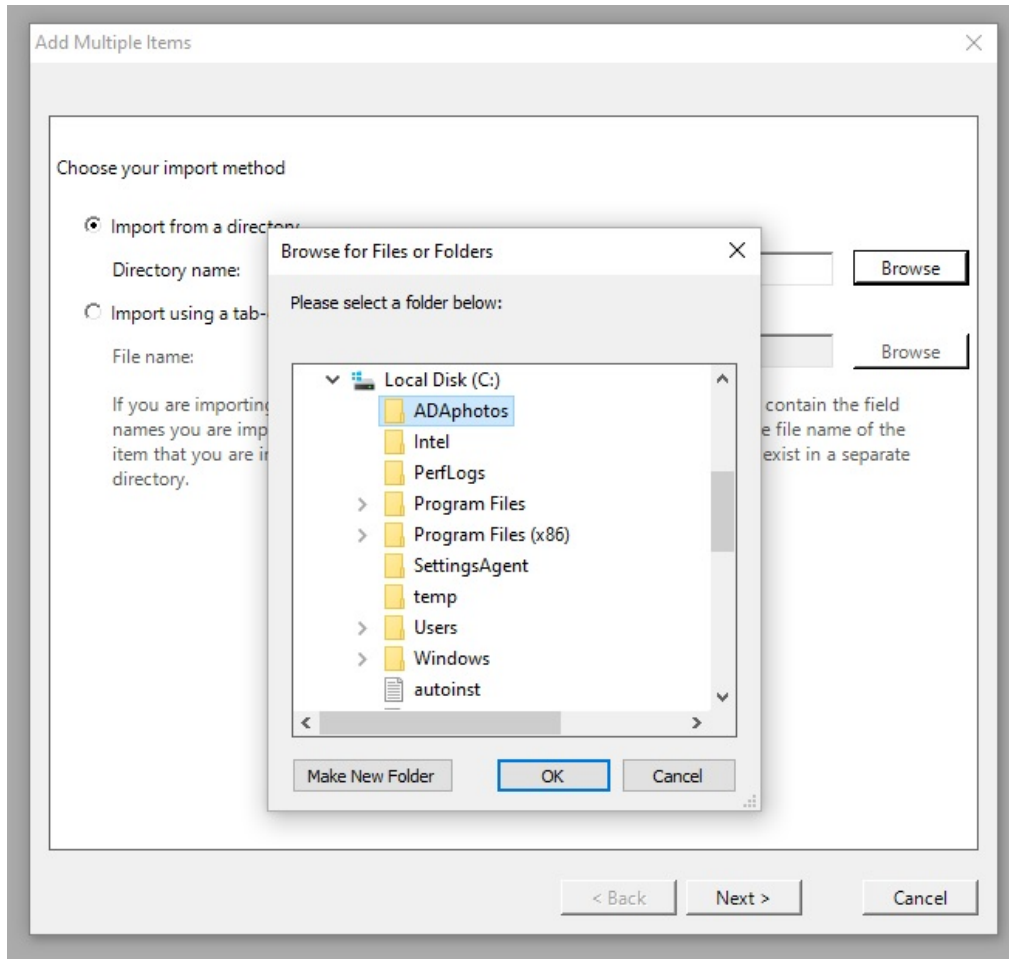 Add Multiple Items
Choose your import method
Import from a directory
Browse for Files or Folders
Directory name:
Browse
Please select a folder below:
Import using a tab-
File name:
Browse
Local Disk (C:)
If you are importing
contain the field
ADAphotos
names you are imp
e file name of the
Intel
item that you are
exist in a separate
PerfLogs
directory.
Program Files
Program Files (x86)
SettingsAgent
temp
Users
Windows
autoinst
Make New Folder
OK
Cancel
< Back
Next >
Cancel